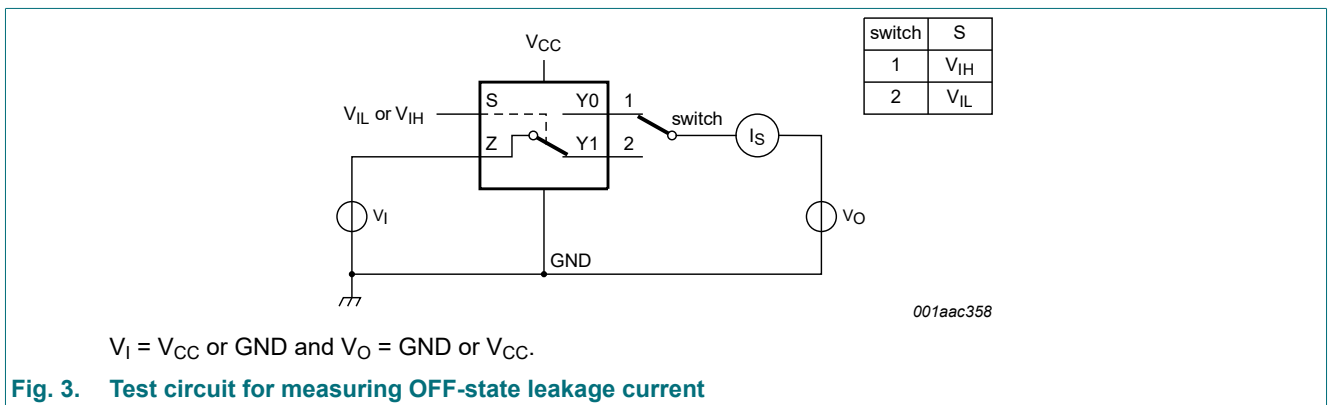 switch S
1 VIH
2 VIL
VCC
VIL or VIH
S
Z
Y0
Y1
1
2
switch
IS
VI
VO
GND
001aac358
VI = VCC or GND and VO = GND or VCC.
Fig. 3. Test circuit for measuring OFF-state leakage current